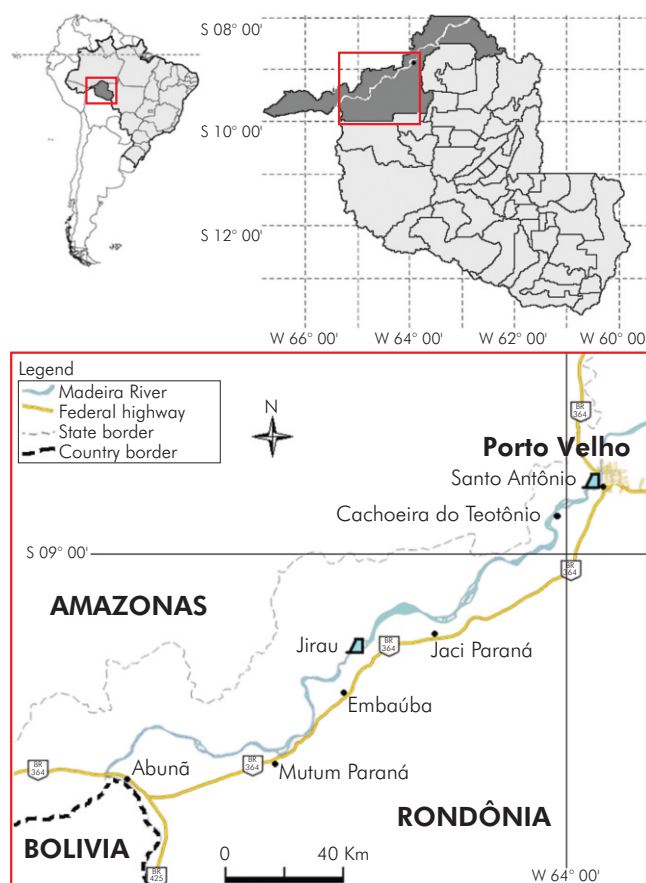 S 08° 00'
S 10° 00'
S 12° 00'
W 66° 00' W 64° 00' W 62° 00' W 60° 00'
Legend
Madeira River
Federal highway
State border
Country border
N
BR
364
Porto Velho
Santo Antônio
Cachoeira do Teotônio
S 09° 00'
BR
364
AMAZONAS
Jirau
BR
364
Jaci Paraná
Embaúba
BR
364
Abunã
BR
364
Mutum Paraná
RONDÔNIA
BOLIVIA
0 40 Km
BR
425
W 64° 00'